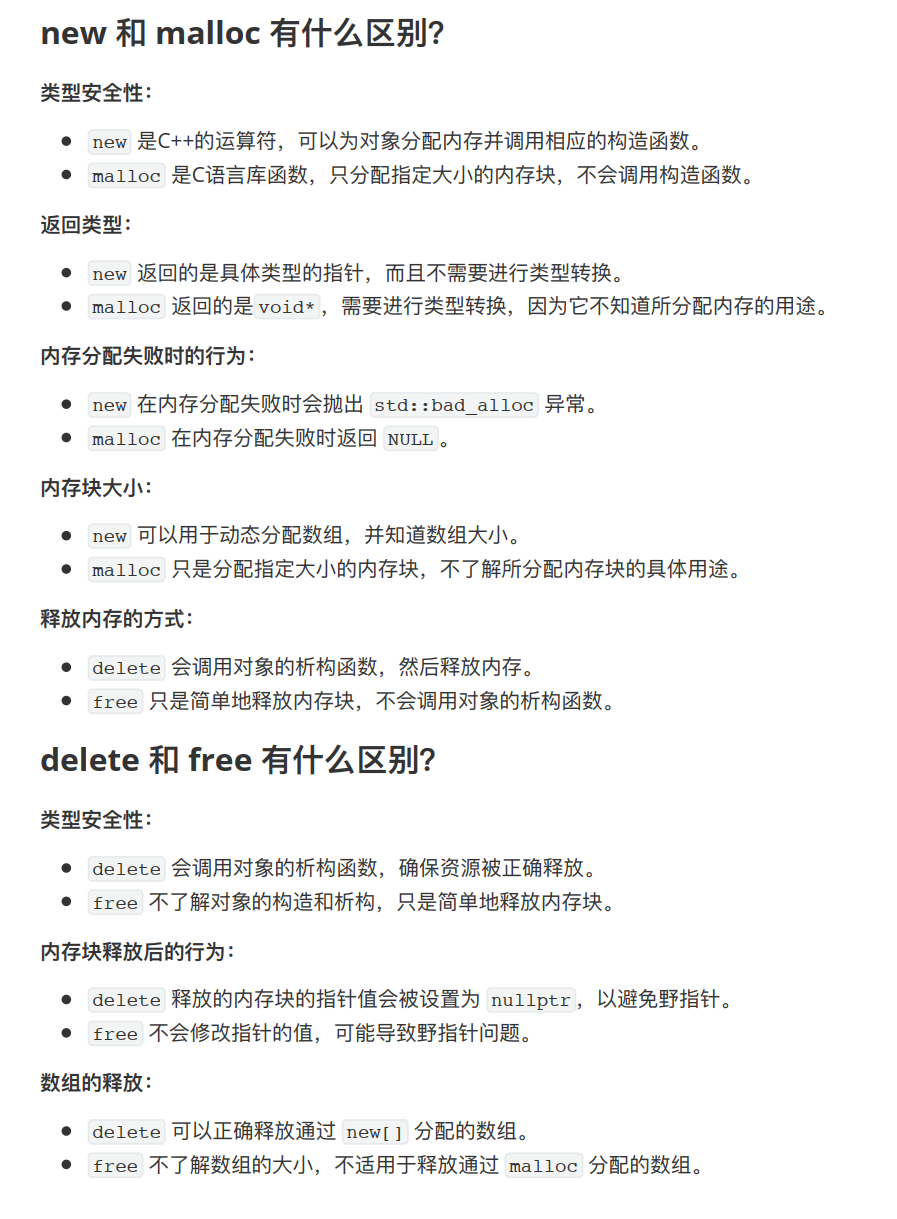 new 和 malloc 有什么区别？
类型安全性：
new 是C++的运算符，可以为对象分配内存并调用相应的构造函数。
malloc 是C语言库函数，只分配指定大小的内存块，不会调用构造函数。
返回类型：
new 返回的是具体类型的指针，而且不需要进行类型转换。
malloc 返回的是void*，需要进行类型转换，因为它不知道所分配内存的用途。
内存分配失败时的行为：
new 在内存分配失败时会抛出 std::bad_alloc 异常。
malloc 在内存分配失败时返回 NULL。
内存块大小：
new 可以用于动态分配数组，并知道数组大小。
malloc 只是分配指定大小的内存块，不了解所分配内存块的具体用途。
释放内存的方式：
delete 会调用对象的析构函数，然后释放内存。
free 只是简单地释放内存块，不会调用对象的析构函数。
delete 和 free 有什么区别？
类型安全性：
delete 会调用对象的析构函数，确保资源被正确释放。
free 不了解对象的构造和析构，只是简单地释放内存块。
内存块释放后的行为：
delete 释放的内存块的指针值会被设置为 nullptr，以避免野指针。
free 不会修改指针的值，可能导致野指针问题。
数组的释放：
delete 可以正确释放通过 new[] 分配的数组。
free 不了解数组的大小，不适用于释放通过 malloc 分配的数组。